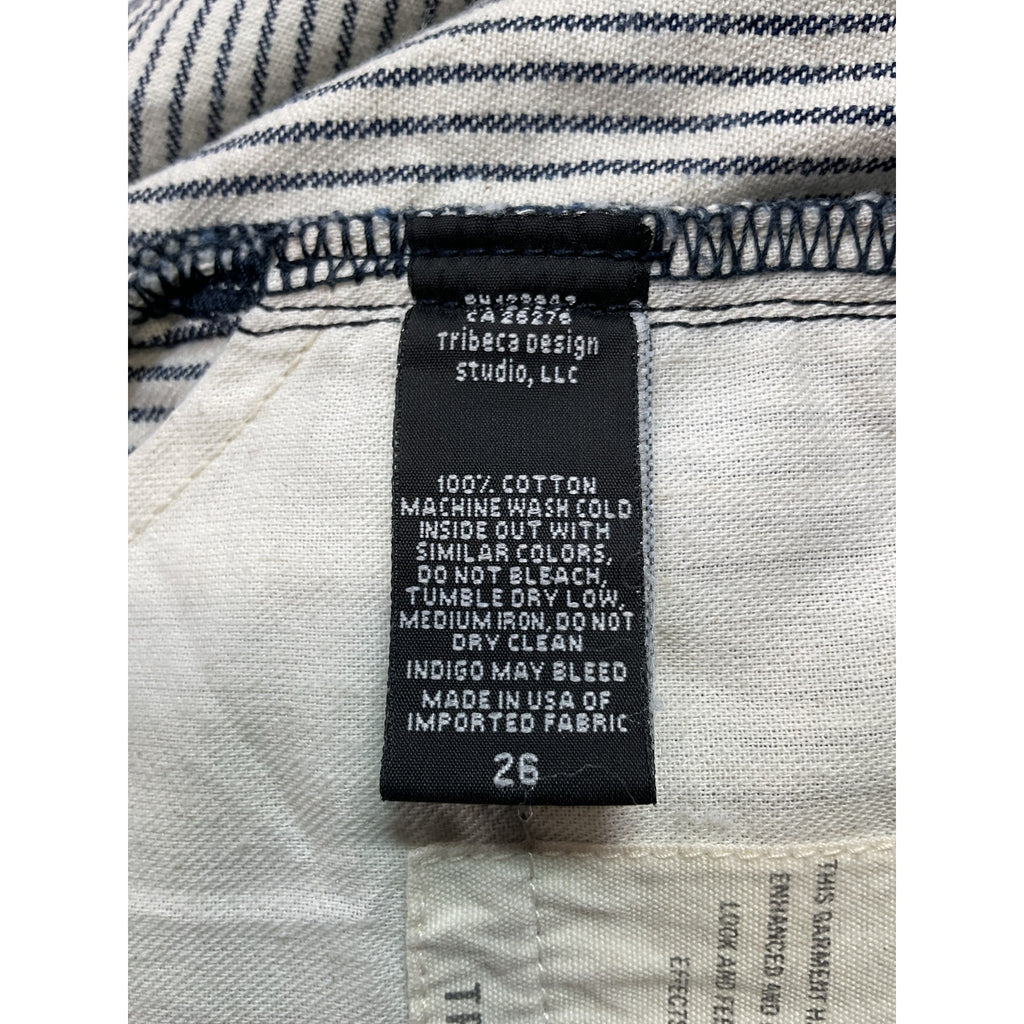 CA 26276
Tribeca Design
Studio, LLC
100% COTTON
MACHINE WASH COLD
INSIDE OUT WITH
SIMILAR COLORS,
DO NOT BLEACH,
TUMBLE DRY LOW,
MEDIUM IRON, DO NOT
DRY CLEAN
INDIGO MAY BLEED
MADE IN USA OF
IMPORTED FABRIC
26
THIS GARMENT
ENHANCED AND
LOOK AND
EFFECTS